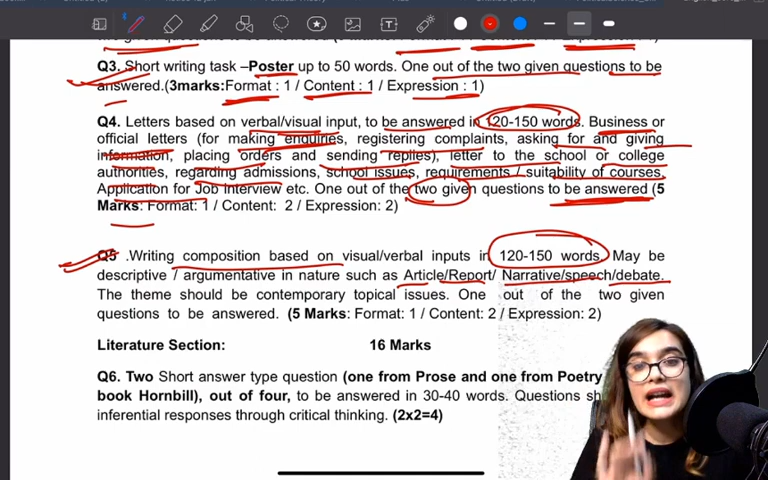 Q3. Short writing task –Poster up to 50 words. One out of the two given questions to be
answered.(3marks:Format : 1 / Content : 1 / Expression : 1)
Q4. Letters based on verbal/visual input, to be answered in 120-150 words. Business or
official letters (for making enquiries, registering complaints, asking for and giving
information, placing orders and sending replies), letter to the school or college
authorities, regarding admissions, school issues, requirements / suitability of courses.
Application for Job Interview etc. One out of the two given questions to be answered (5
Marks: Format: 1 / Content: 2 / Expression: 2)
Q5 .Writing composition based on visual/verbal inputs in 120-150 words. May be
descriptive / argumentative in nature such as Article/Report/ Narrative/speech/debate.
The theme should be contemporary topical issues. One out of the two given
questions to be answered. (5 Marks: Format: 1 / Content: 2 / Expression: 2)
Literature Section: 16 Marks
Q6. Two Short answer type question (one from Prose and one from Poetry
book Hornbill), out of four, to be answered in 30-40 words. Questions sh
inferential responses through critical thinking. (2x2=4)